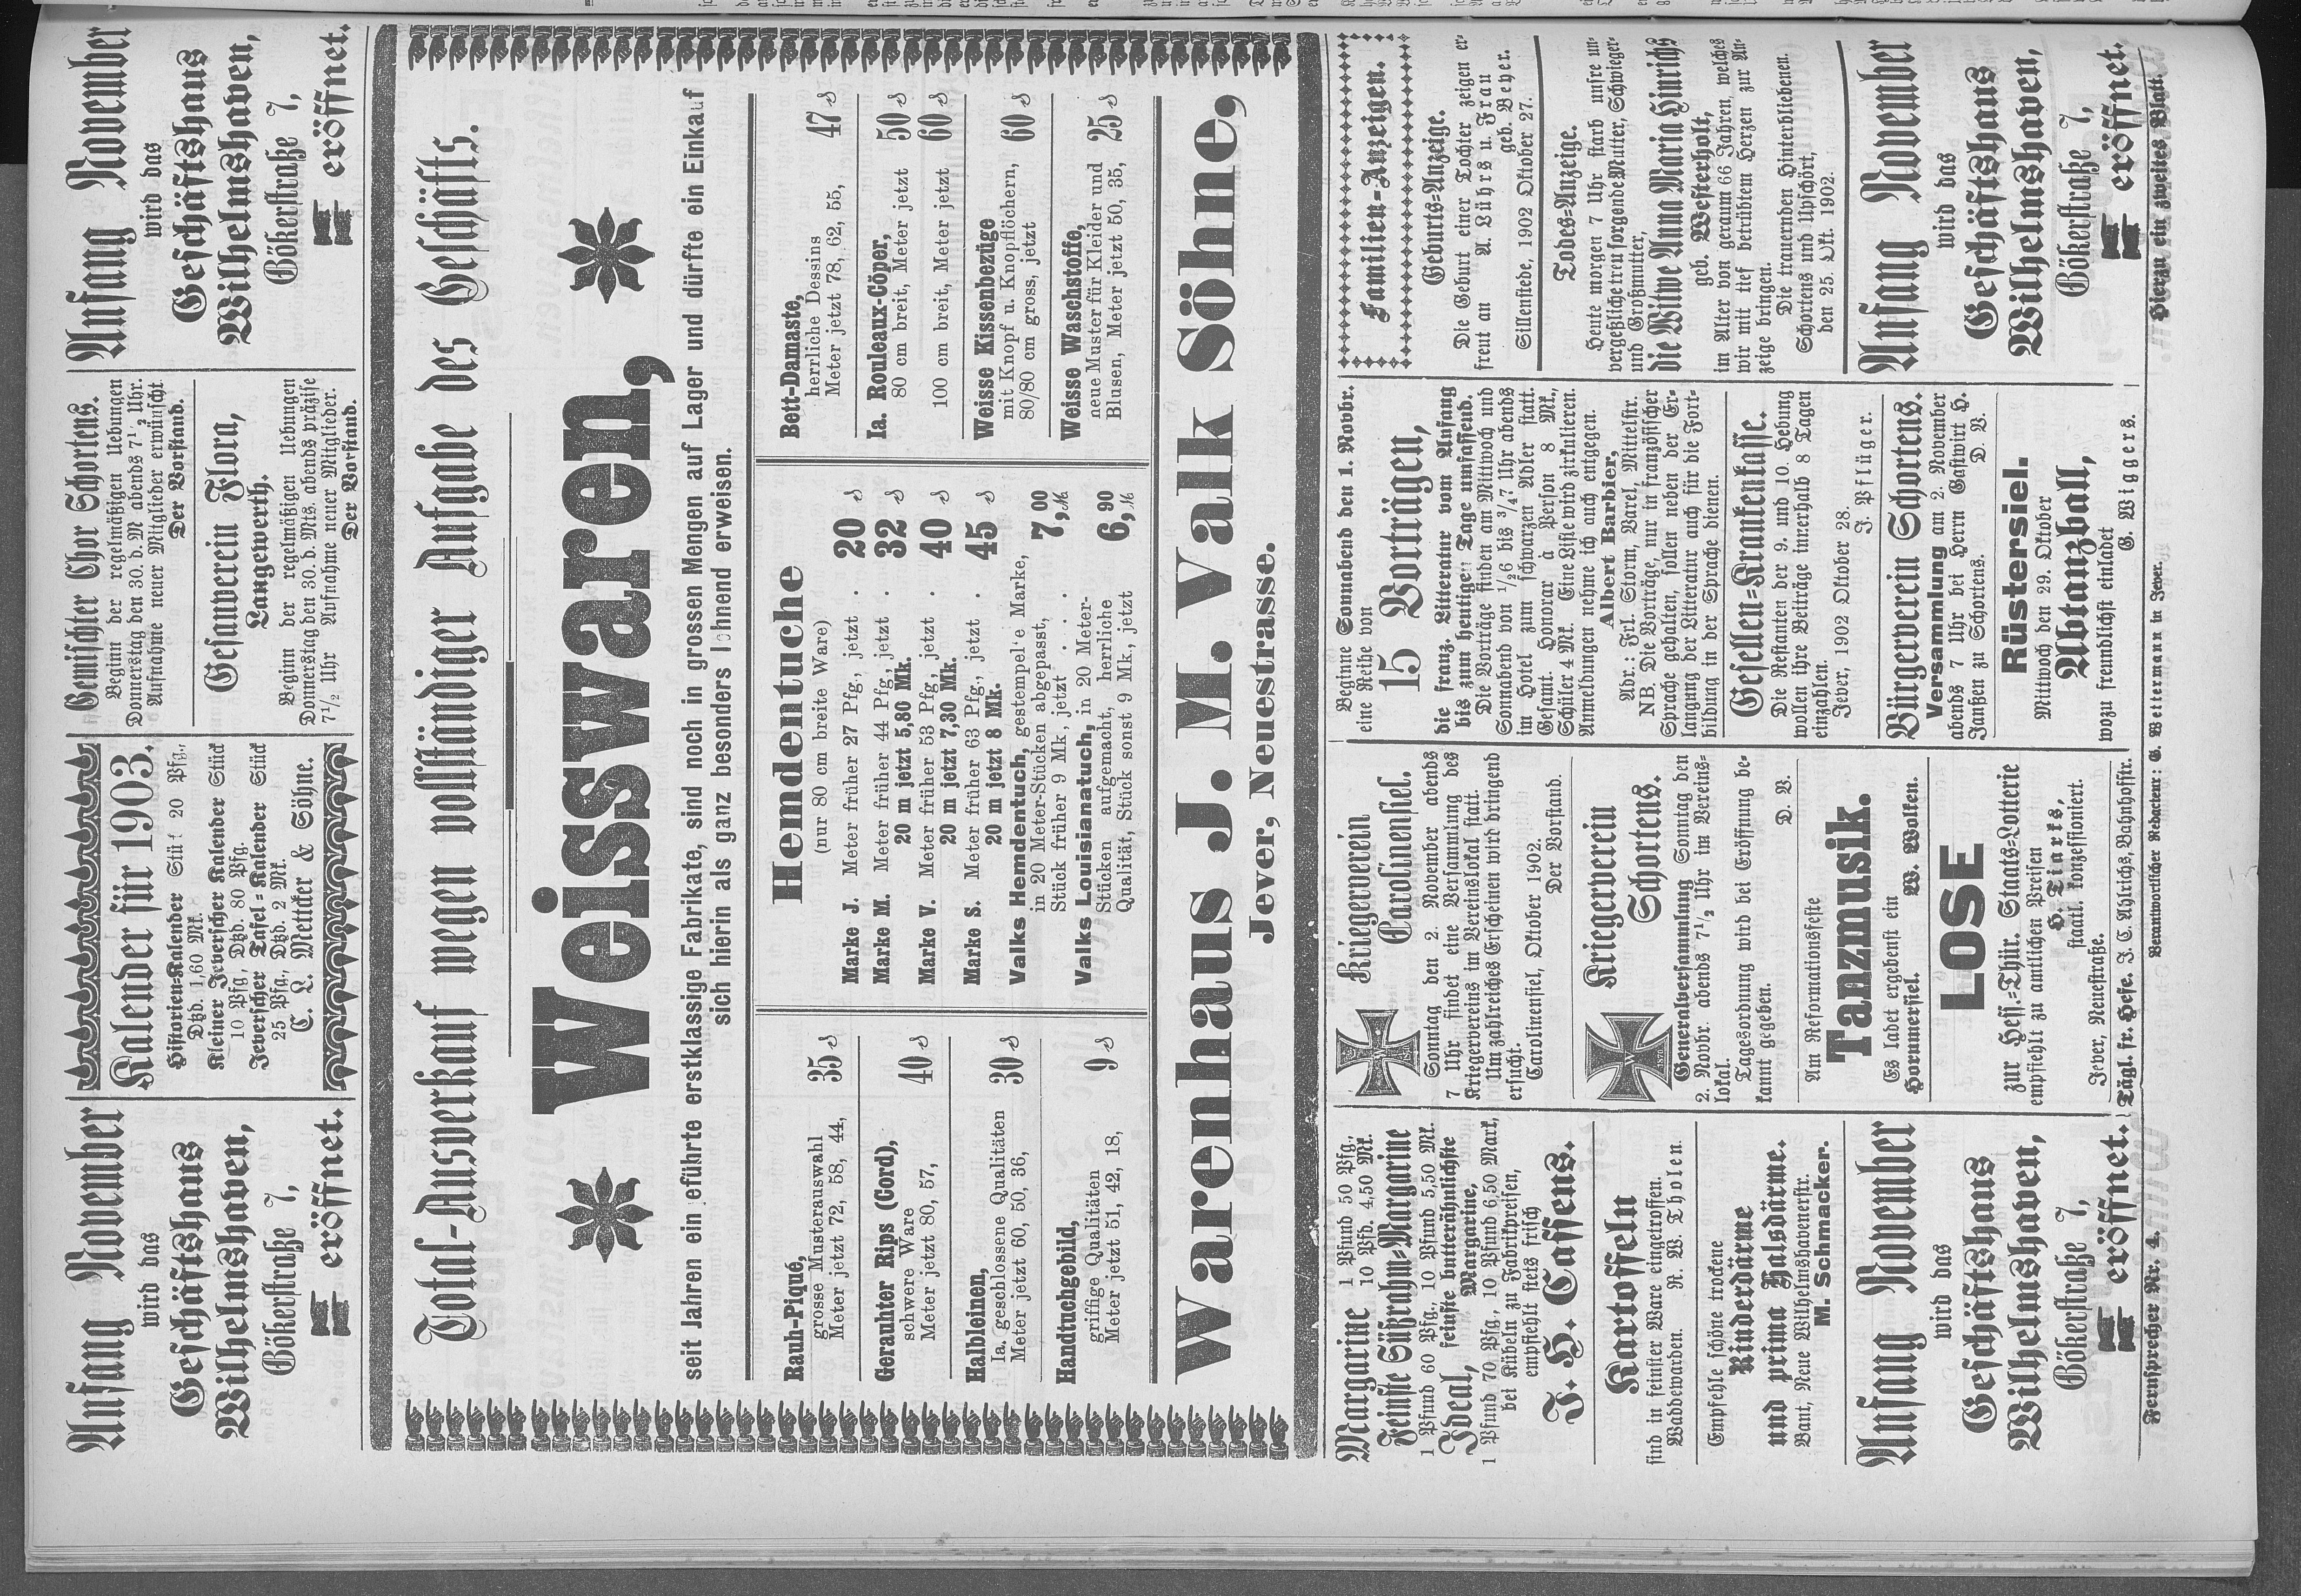 Anfang November
wird das
Geschäftshaus
Wilhelmshaven,
Gökerstraße 7,
eröffnet.
Kalender für 1903.
Historien-Kalender Stück 20 Pfg.,
Dtzd. 1,60 Mk.
Kleiner Jeverscher Kalender Stück
10 Pfg, Dtzd. 80 Pfg.
Jeverscher Tafel-Kalender Stück
25 Pfg., Dtzd. 2 Mk.
C. L. Mettcker & Söhne.
Gemischter Chor Schortens.
Beginn der regelmäßigen Uebungen
Donnerstag den 30. d. M abends 7½ Uhr.
Aufnahme neuer Mitglieder erwünscht
Der Vorstand.
Gesanverein Flora,
Langewerth.
Beginn der regelmäßigen Uebungen
Donnerstag den 30. d. Mts. abends präzise
7½ Uhr Aufnahme neuer Mitglieder.
Der Vorstand.
Anfang November
wird das
Geschäftshaus
Wilhelmshaven,
Gökerstraße 7,
eröffnet.
Total-Ausverkauf wegen vollständiger Aufgabe des Geschäfts.
Weisswaren,
seit Jahren eingeführte erstklassige Fabrikate, sind noch in grossen Mengen auf Lager und dürfte ein Einkauf
sich hierin als ganz besonders lohnend erweisen.
Rauh-Piqué,
grosse Musterauswahl
Meter jetzt 72, 58, 44, 35 ₰
Gerauhter Rips (Cord),
schwere Ware
Meter jetzt 80, 57, 40 ₰
Halbleinen,
Ia. geschlossene Qualitäten
Meter jetzt 60, 50, 36, 30 ₰
Handtuchgebild,
griffige Qualitäten
Meter jetzt 51, 42, 18, 9 ₰
Hemdentuche
(nur 80 cm breite Ware)
Marke J. Meter früher 27 Pfg., jetzt . 20 ₰
Marke M. Meter früher 44 Pfg., jetzt . 32 ₰
20 m jetzt 5,80 Mk.
Marke V. Meter früher 53 Pfg., jetzt . 40 ₰
20 m jetzt 7,30 Mk.
Marke S. Meter früher 63 Pfg., jetzt . 45 ₰
20 m jetzt 8 Mk.
Valks Hemdentuch, gestempelte Marke,
in 20 Meter-Stücken abgepasst,
Stück früher 9 Mk, jetzt . . . 7,00 ℳ
Valks Louisianatuch, in 20 Meter-
Stücken aufgemacht, herrliche
Qualität, Stück sonst 9 Mk., jetzt 6,90 ℳ
Bett-Damaste,
herrliche Dessins
Meter jetzt 78, 62, 55, 47 ₰
Ia. Rouleaux-Cöper,
80 cm breit, Meter jetzt 50 ₰
100 cm breit, Meter jetzt 60 ₰
Weisse Kissenbezüge
mit Knopf u. Knopflöchern,
80/80 cm gross, jetzt 60 ₰
Weisse Waschstoffe,
neue Muster für Kleider und
Blusen, Meter jetzt 50, 35, 25 ₰
Warenhaus J. M. Valk Söhne,
Jever, Neuestrasse.
Margarine 1 Pfund 50 Pfg.,
10 Pfd. 4,50 Mk.
Feinste Süßrahm-Margarine
1 Pfund 60 Pfg., 10 Pfund 5,50 Mk.
Ideal, feinste butterähnlichste
Margarine,
1 Pfund 70 Pfg., 10 Pfund 6,50 Mark,
bei Kübeln zu Fabrikpreisen,
empfiehlt stets frisch
J. H. Cassens.
Kartoffeln
sind in feinster Ware eingetroffen.
Waddewarden. R. W. Tholen
Empfehle schöne trockene
Rinderdärme
und prima Halsdärme.
Bant, Neue Wilhelmshavenerstr.
M. Schmacker.
Anfang November
wird das
Geschäftshaus
Wilhelmshaven,
Gökerstraße 7,
eröffnet.
Kriegerverein
Carolinensiel.
Sonntag den 2. November abends
7 Uhr findet eine Versammlung des
Kriegervereins im Vereinslokal statt.
Um zahlreiches Erscheinen wird dringend
ersucht.
Carolinensiel, Oktober 1902.
Der Vorstand.
Kriegerverein
Schortens.
Generalversammlung Sonntag den
2. Novbr. abends 7½ Uhr im Vereins-
lokal.
Tagesordnung wird bei Eröffnung be-
kannt gegeben.
D. V.
Am Reformationsfeste
Tanzmusik.
Es ladet ergebenst ein
Horumersiel. W. Wolken.
LOSE
zur Hess.-Thür. Staats-Lotterie
empfiehlt zu amtlichen Preisen
H. Tiarks,
staatl. konzessioniert.
Jever, Neuestraße.
Tägl. fr. Hefe. J. C. Ahlrichs, Bahnhofstr.
Beginne Sonnabend den 1. Novbr.
eine Reihe von
15 Vorträgen,
die franz. Litteratur vom Anfang
bis zum heutigen Tage umfassend.
Die Vorträge finden am Mittwoch und
Sonnabend von ½6 bis ¾7 Uhr abends
im Hotel zum schwarzen Adler statt.
Gesamt. Honorar à Person 8 Mk.,
Schüler 4 Mk. Eine Liste wird zirkulieren.
Anmeldungen nehme ich auch entgegen.
Albert Barbier,
Adr.: Frl. Storm, Varel, Mittelstr.
NB. Die Vorträge, nur in französischer
Sprache gehalten, sollen neben der Er-
langung der Litteratur auch für die Fort-
bildung in der Sprache dienen.
Gesellen-Krankenkasse.
Die Restanten der 9. und 10. Hebung
wollen ihre Beiträge innerhalb 8 Tagen
einzahlen.
Jever, 1902 Oktober 28.
J. Pflüger.
Bürgerverein Schortens.
Versammlung am 2. November
abends 7 Uhr bei Herrn Gastwirt H.
Janßen zu Schortens. D. V.
Rüstersiel.
Mittwoch den 29. Oktober
Abtanzball,
wozu freundlichst einladet
G. Wiggers.
Familien-Anzeigen.
Geburts-Anzeige.
Die Geburt einer Tochter zeigen er-
freut an A. Lührs u. Frau
geb. Beyer.
Sillenstede, 1902 Oktober 27.
Todes-Anzeige.
Heute morgen 7 Uhr starb unsre un-
vergeßliche treu sorgende Mutter, Schwieger-
und Großmutter,
die Witwe Anna Maria Hinrichs
geb. Westerholt,
im Alter von geraum 66 Jahren, welches
wir mit tief betrübtem Herzen zur An-
zeige bringen.
Die trauernden Hinterbliebenen.
Schortens und Upschört,
den 25. Okt. 1902.
Anfang November
wird das
Geschäftshaus
Wilhelmshaven,
Gökerstraße 7,
eröffnet.
Fernsprecher Nr. 4. Verantwortlicher Redacteur: G. Wettermann in Jever. Hierzu ein zweites Blatt.